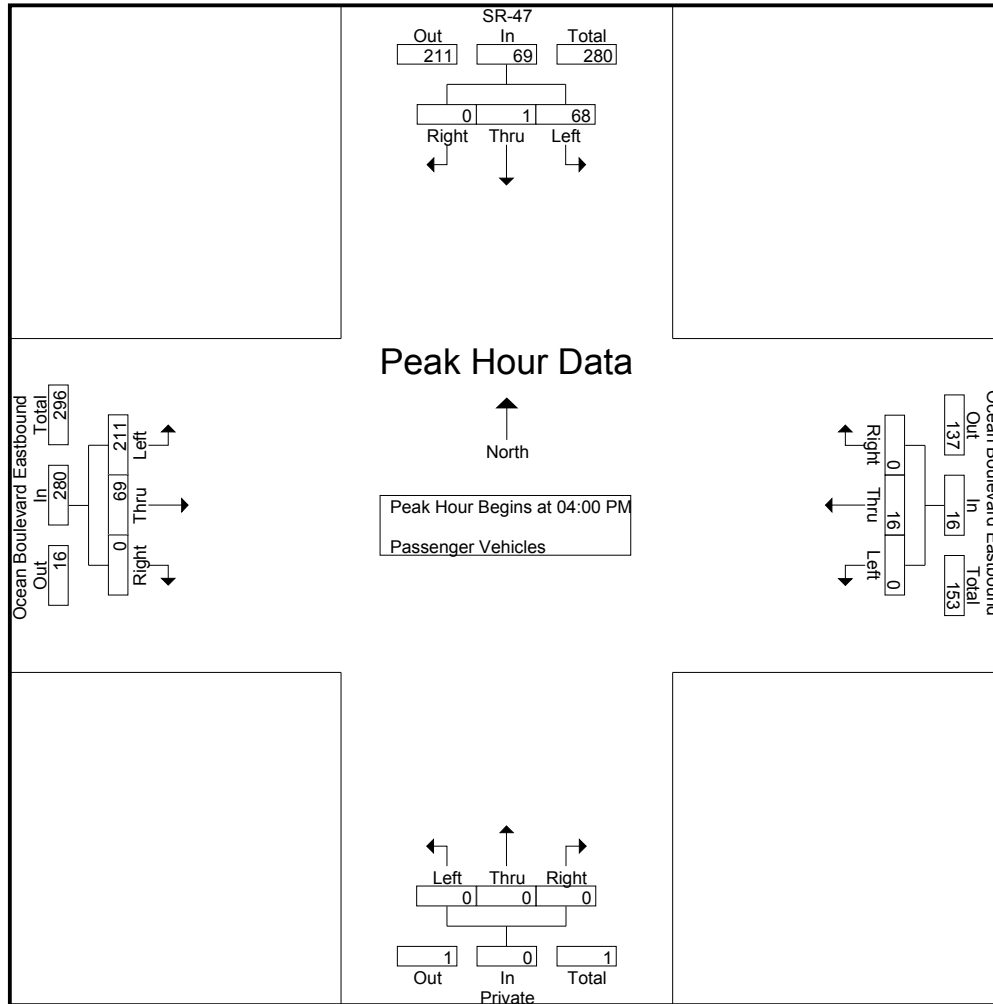 SR-47
Out In Total
211 69 280
0 1 68
Right Thru Left
Peak Hour Data
North
Peak Hour Begins at 04:00 PM
Passenger Vehicles
Ocean Boulevard Eastbound
Total In Out
296 280 16
211 69 0
Left Thru Right
Ocean Boulevard Eastbound
Out In Total
137 16 153
0 16 0
Right Thru Left
Left Thru Right
0 0 0
1 0 1
Out In Total
Private